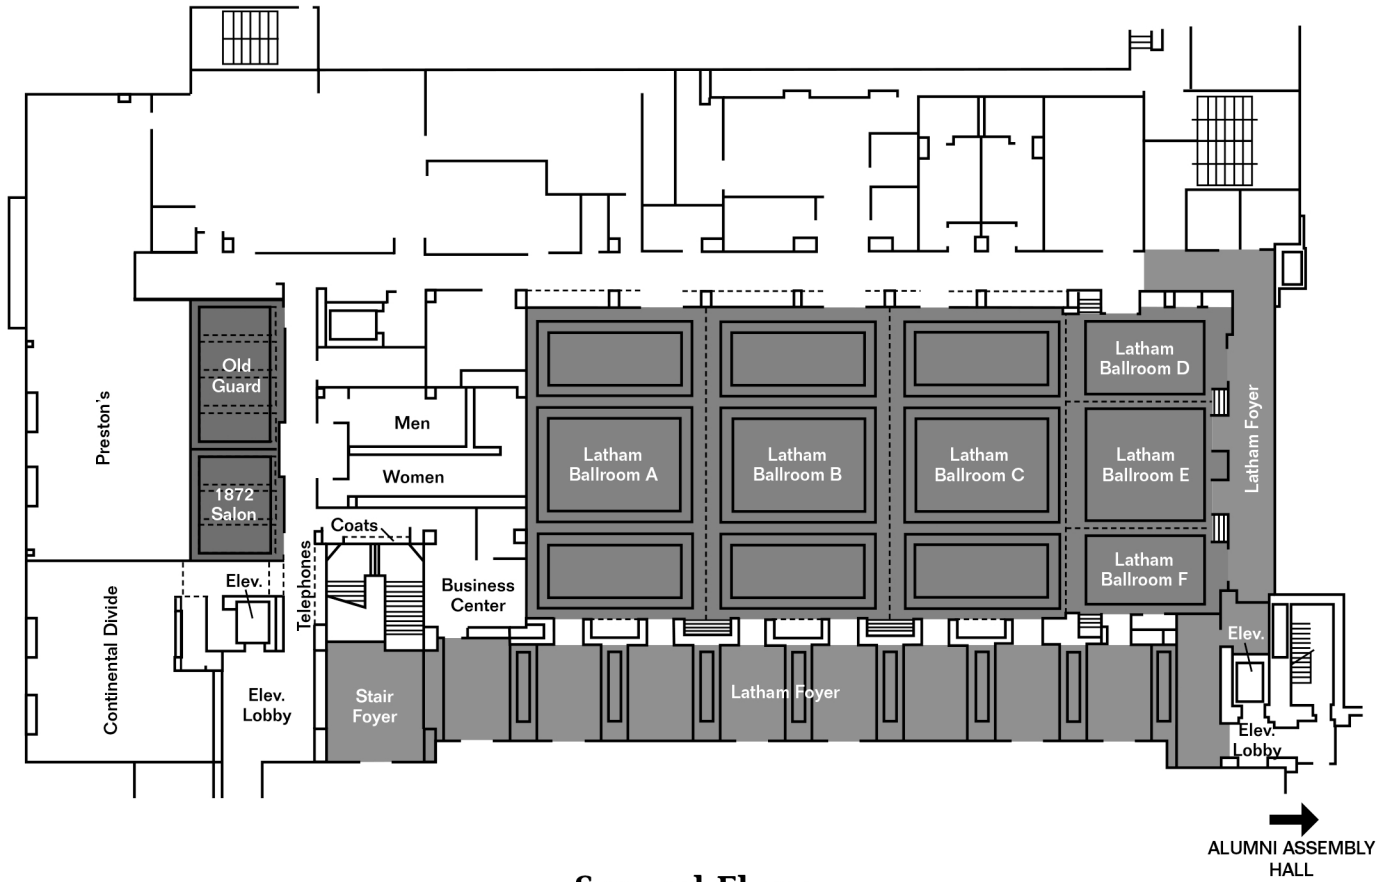 Old
Guard
Latham
Ballroom D
Preston's
Men
Latham Foyer
Latham
Ballroom A
Latham
Ballroom B
Latham
Ballroom C
Latham
Ballroom E
Women
1872
Salon
Coats
Telephones
Elev.
Business
Center
Latham
Ballroom F
Continental Divide
Elev.
Elev.
Lobby
Stair
Foyer
Latham Foyer
Elev.
Lobby
ALUMNI ASSEMBLY
HALL